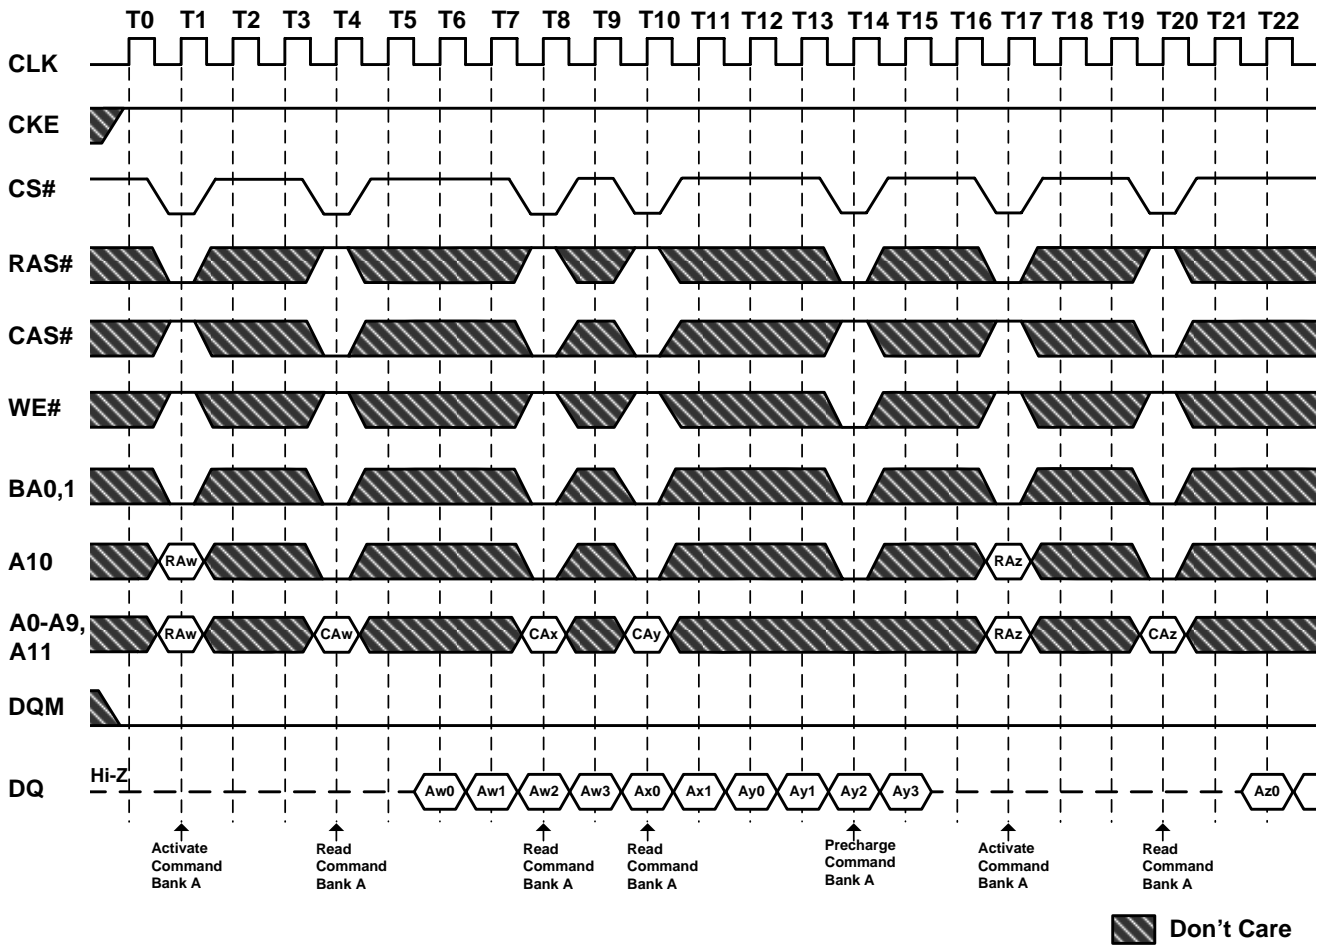 T0 T1 T2 T3 T4 T5 T6 T7 T8 T9 T10 T11 T12 T13 T14 T15 T16 T17 T18 T19 T20 T21 T22
CLK
CKE
CS#
RAS#
CAS#
WE#
BA0,1
A10 RAw RAz
A0-A9,
A11 RAw CAw CAx CAy RAz CAz
DQM
DQ Hi-Z Aw0 Aw1 Aw2 Aw3 Ax0 Ax1 Ay0 Ay1 Ay2 Ay3 Az0
Activate
Command
Bank A
Read
Command
Bank A
Read
Command
Bank A
Read
Command
Bank A
Precharge
Command
Bank A
Activate
Command
Bank A
Read
Command
Bank A
Don't Care